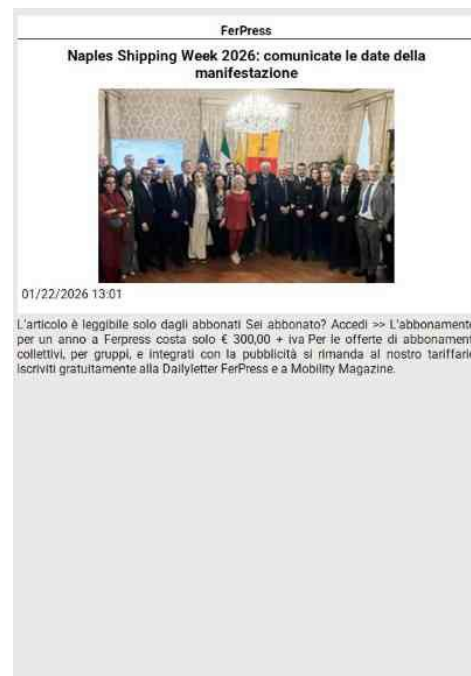 FerPress
Naples Shipping Week 2026: comunicate le date della
manifestazione
01/22/2026 13:01
L'articolo è leggibile solo dagli abbonati Sei abbonato? Accedi >> L'abbonamento
per un anno a Ferpress costa solo € 300,00 + iva Per le offerte di abbonament
collettivi, per gruppi, e integrati con la pubblicità si rimanda al nostro tariffario
Iscriviti gratuitamente alla Dailyletter FerPress e a Mobility Magazine.